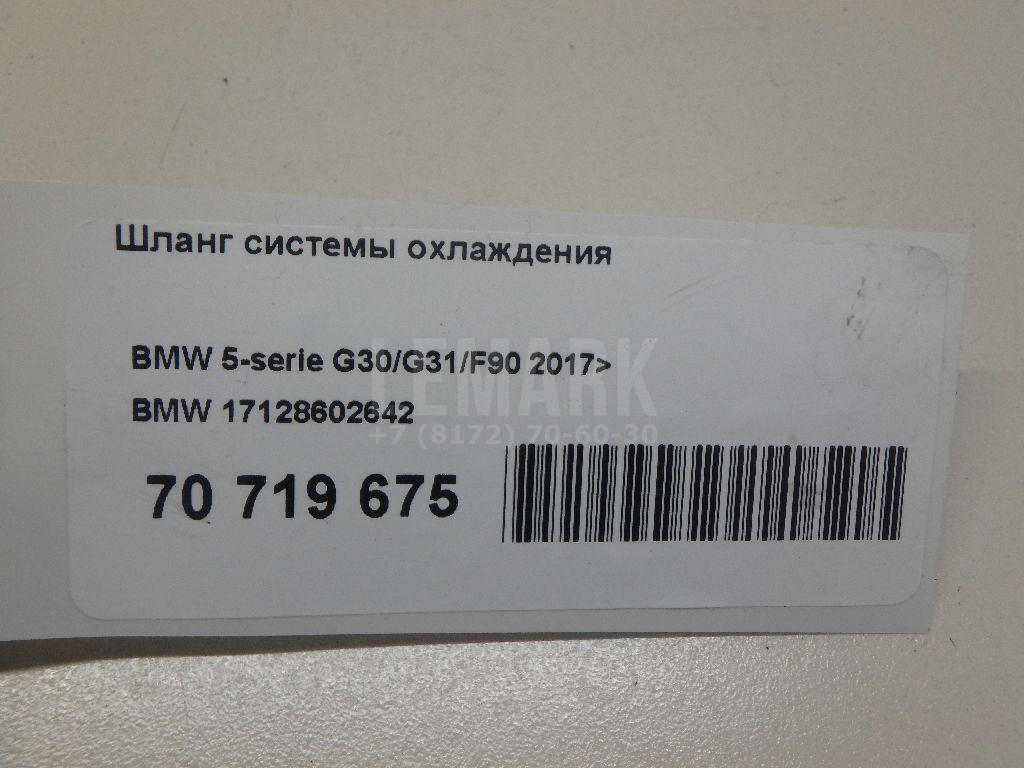 Шланг системы охлаждения
BMW 5-serie G30/G31/F90 2017>
LEMARK
BMW 17128602642
+7 (8172) 70-60-30
70 719 675